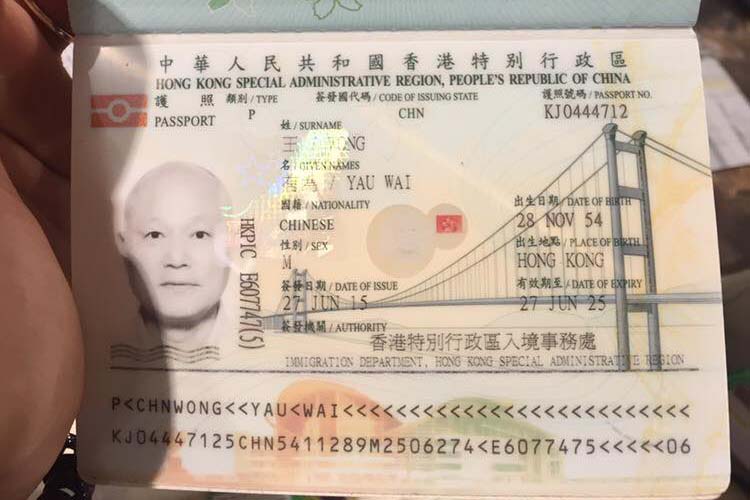 中華人民共和國香港特別行政區
HONG KONG SPECIAL ADMINISTRATIVE REGION, PEOPLE'S REPUBLIC OF CHINA
護照 類別 / TYPE 簽發國代碼 / CODE OF ISSUING STATE 護照號碼 / PASSPORT NO.
PASSPORT P CHN KJ0444712
姓 / SURNAME
王 / WONG
名 / GIVEN NAMES
/ YAU WAI
國籍 / NATIONALITY 出生日期 / DATE OF BIRTH
CHINESE 28 NOV 54
性別 / SEX 出生地點 / PLACE OF BIRTH
M HONG KONG
簽發日期 / DATE OF ISSUE 有效期至 / DATE OF EXPIRY
27 JUN 15 27 JUN 25
簽發機關 / AUTHORITY
香港特別行政區入境事務處
IMMIGRATION DEPARTMENT, HONG KONG SPECIAL ADMINISTRATIVE REGION
HKPIC E607747(5)
P<CHNWONG<<YAU<WAI<<<<<<<<<<<<<<<<<<<<<<<<<<
KJ04447125CHN5411289M2506274<E6077475<<<<<06